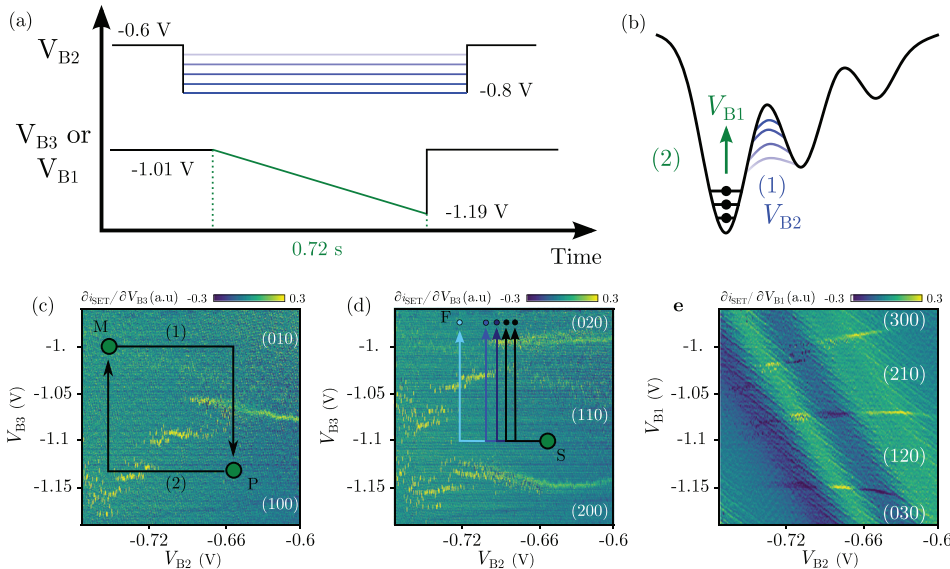 (a)
-0.6 V
V_B2
-0.8 V
V_B3 or
V_B1
-1.01 V
-1.19 V
0.72 s
Time
(b)
V_B1
(2)
(1)
V_B2
(c)
∂i_SET/∂V_B3 (a.u)
-0.3
0.3
M
(1)
(010)
-1.
-1.05
-1.1
-1.15
V_B3 (V)
(2)
P
(100)
-0.72
-0.66
-0.6
V_B2 (V)
(d)
∂i_SET/∂V_B3 (a.u)
-0.3
0.3
F
(020)
-1.
-1.05
-1.1
-1.15
V_B3 (V)
(110)
S
(200)
-0.72
-0.66
-0.6
V_B2 (V)
e
∂i_SET/∂V_B1 (a.u)
-0.3
0.3
(300)
-1.
-1.05
-1.1
-1.15
V_B1 (V)
(210)
(120)
(030)
-0.72
-0.66
-0.6
V_B2 (V)